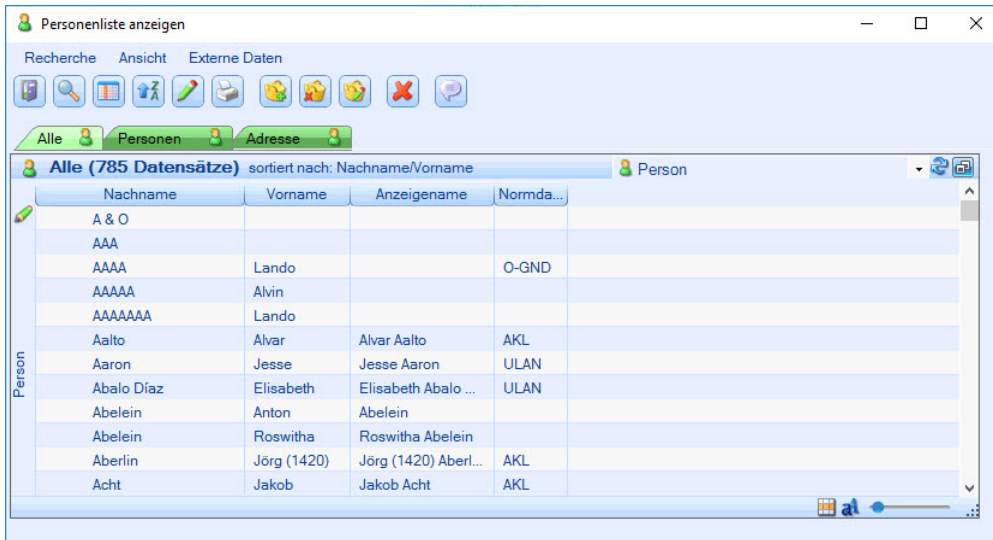 Personenliste anzeigen
Recherche Ansicht Externe Daten
Alle Personen Adresse
Alle (785 Datensätze) sortiert nach: Nachname/Vorname Person
Nachname Vorname Anzeigename Normda...
A & O
AAA
AAAA Lando O-GND
AAAAA Alvin
AAAAAAA Lando
Aalto Alvar Alvar Aalto AKL
Aaron Jesse Jesse Aaron ULAN
Abalo Díaz Elisabeth Elisabeth Abalo ... ULAN
Abelein Anton Abelein
Abelein Roswitha Roswitha Abelein
Aberlin Jörg (1420) Jörg (1420) Aberl... AKL
Acht Jakob Jakob Acht AKL
Person